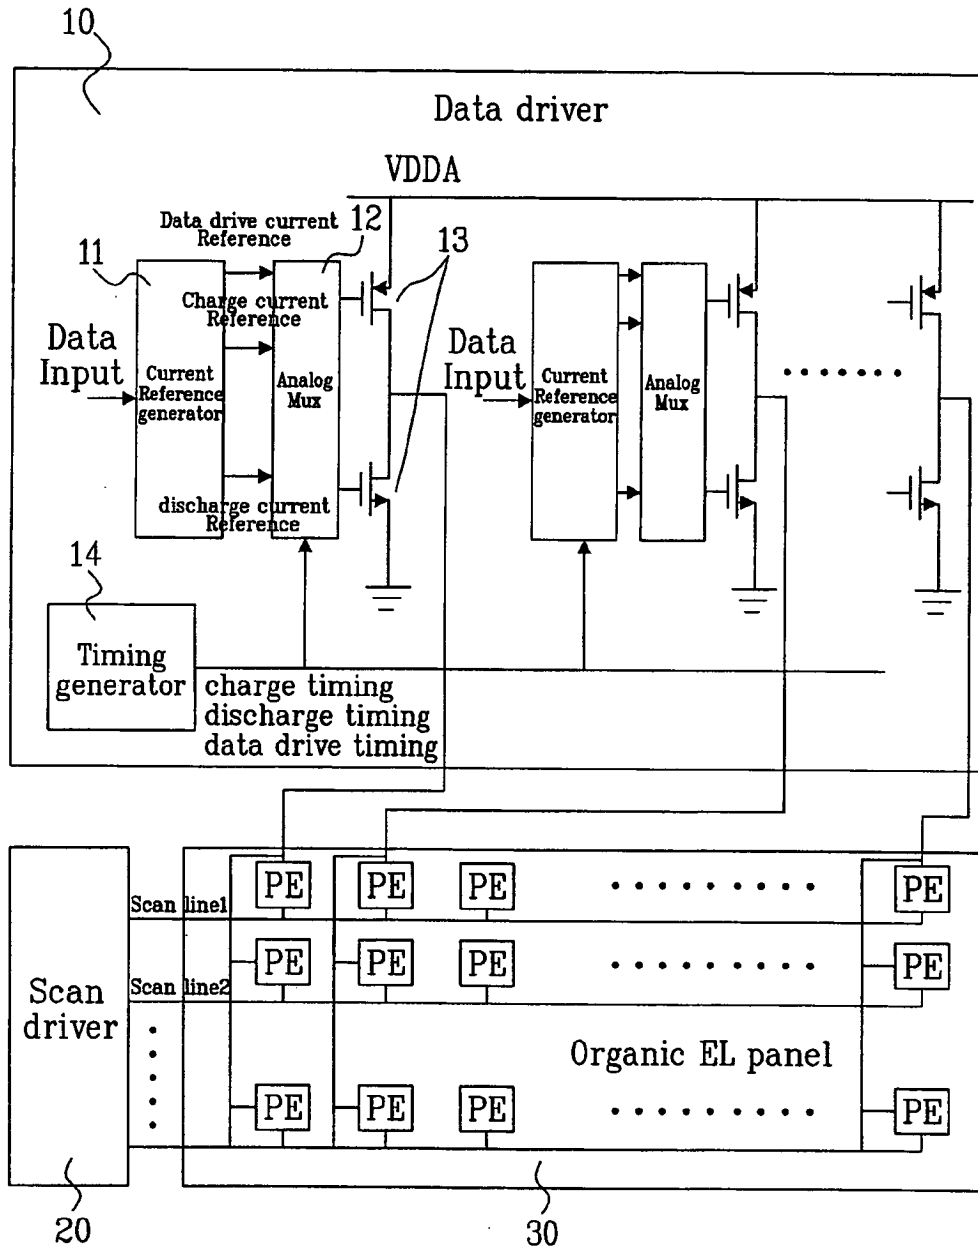 10
Data driver
VDDA
Data drive current
Reference
12
11
13
Charge current
Reference
Data
Input
Current
Reference
generator
Analog
Mux
Data
Input
Current
Reference
generator
Analog
Mux
discharge current
Reference
14
Timing
generator
charge timing
discharge timing
data drive timing
PE
PE
PE
PE
Scan line1
PE
PE
PE
PE
Scan line2
Scan
driver
Organic EL panel
PE
PE
PE
PE
20
30